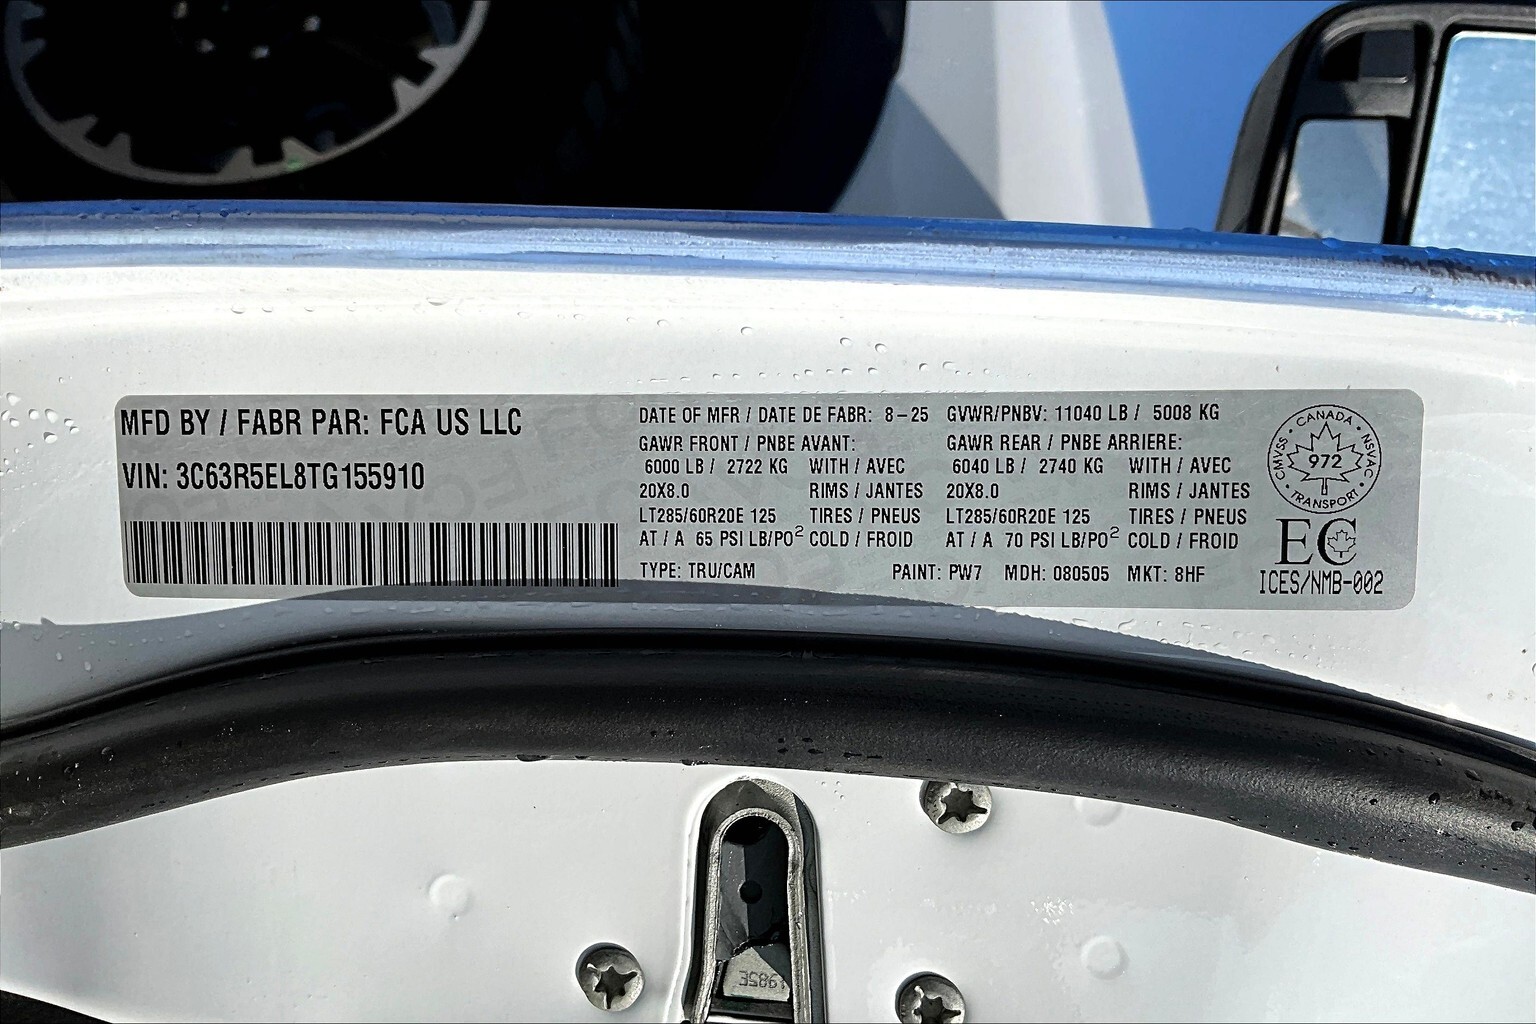 MFD BY / FABR PAR: FCA US LLC
VIN: 3C63R5EL8TG155910
DATE OF MFR / DATE DE FABR: 8-25 GVWR/PNBV: 11040 LB / 5008 KG
GAWR FRONT / PNBE AVANT: GAWR REAR / PNBE ARRIERE:
6000 LB / 2722 KG WITH / AVEC 6040 LB / 2740 KG WITH / AVEC
20X8.0 RIMS / JANTES 20X8.0 RIMS / JANTES
LT285/60R20E 125 TIRES / PNEUS LT285/60R20E 125 TIRES / PNEUS
AT / A 65 PSI LB/PO² COLD / FROID AT / A 70 PSI LB/PO² COLD / FROID
TYPE: TRU/CAM PAINT: PW7 MDH: 080505 MKT: 8HF
CANADA
CMVSS · NSVAC
972
TRANSPORT
EC
ICES/NMB-002